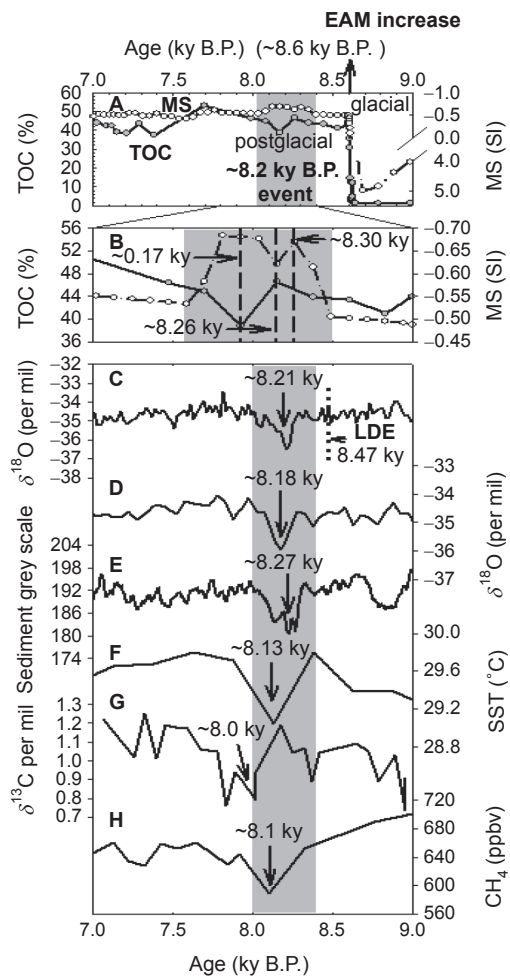 EAM increase
Age (ky B.P.) (~8.6 ky B.P.)
7.0 7.5 8.0 8.5 9.0
60
50
40
30
20
10
0
TOC (%)
A
MS
TOC
glacial
postglacial
~8.2 ky B.P.
event
–1.0
–0.5
0.0
4.0
5.0
MS (SI)
56
52
48
44
40
36
TOC (%)
B
~0.17 ky
~8.30 ky
~8.26 ky
–0.70
–0.65
–0.60
–0.55
–0.50
–0.45
MS (SI)
–32
–33
–34
–35
–36
–38
δ18O (per mil)
C
~8.21 ky
LDE
8.47 ky
D
~8.18 ky
–33
–34
–35
–36
–37
δ18O (per mil)
204
198
192
186
180
174
Sediment grey scale
E
~8.27 ky
F
~8.13 ky
30.0
29.6
29.2
28.8
SST (°C)
1.3
1.2
1.1
1.0
0.9
0.8
0.7
δ13C per mil
G
~8.0 ky
H
~8.1 ky
720
680
640
600
560
CH4 (ppbv)
7.0 7.5 8.0 8.5 9.0
Age (ky B.P.)